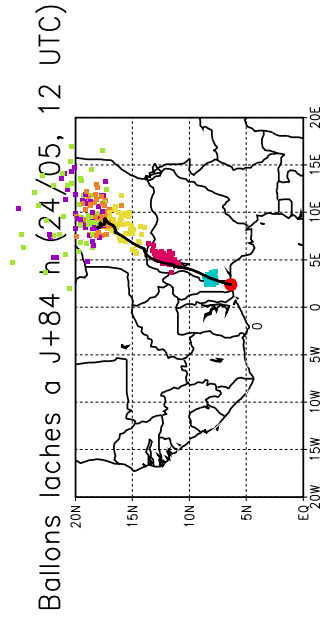 Ballons laches a J+84 h (24/05, 12 UTC)
20N
15N
10N
5N
EQ
20W
15W
10W
5W
0
5E
10E
15E
20E
0